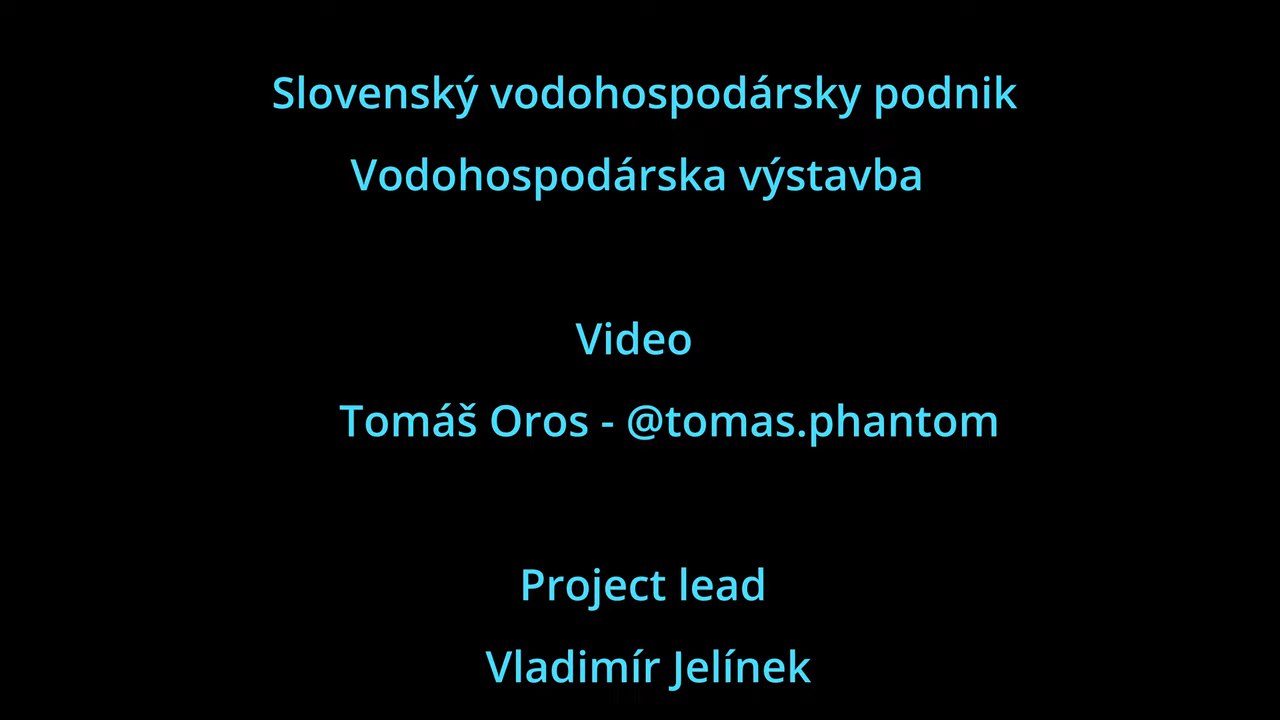 Slovenský vodohospodársky podnik
Vodohospodárska výstavba
Video
Tomáš Oros - @tomas.phantom
Project lead
Vladimír Jelínek